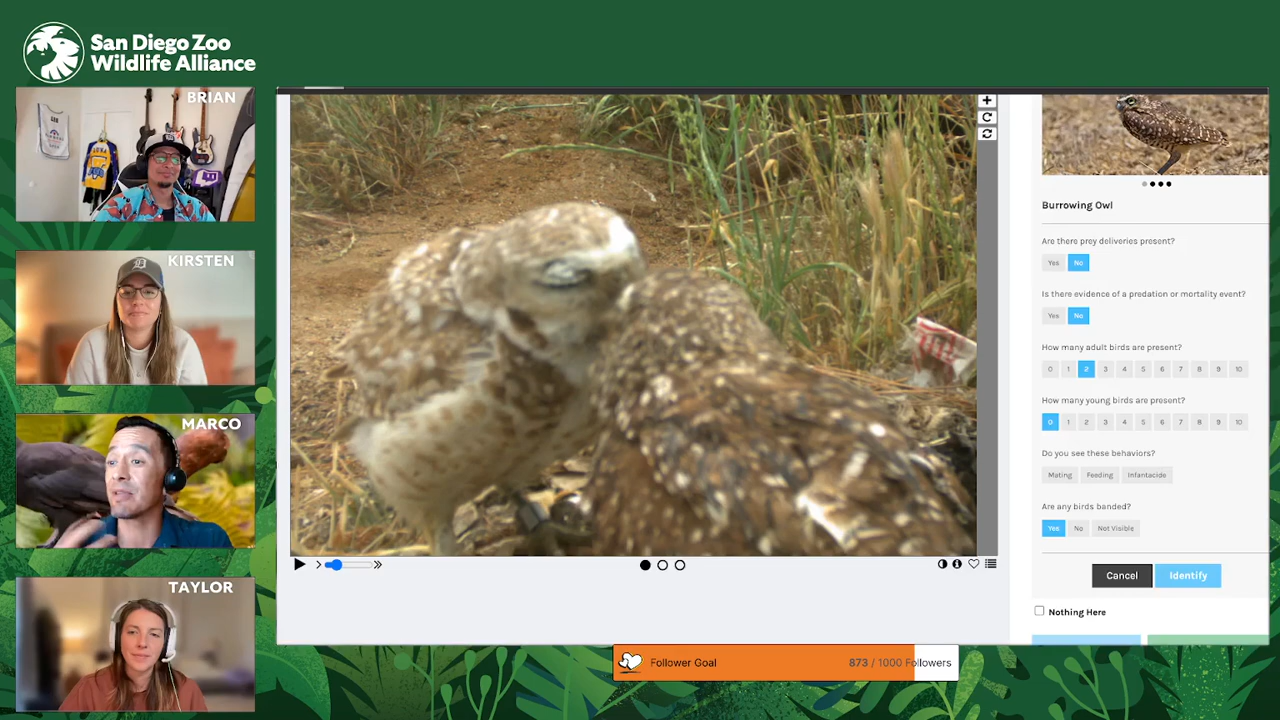 San Diego Zoo
Wildlife Alliance
BRIAN
KIRSTEN
MARCO
TAYLOR
Burrowing Owl
Are there prey deliveries present?
Yes No
Is there evidence of a predation or mortality event?
Yes No
How many adult birds are present?
0 1 2 3 4 5 6 7 8 9 10
How many young birds are present?
0 1 2 3 4 5 6 7 8 9 10
Do you see these behaviors?
Mating Feeding Infantacide
Are any birds banded?
Yes No Not Visible
Cancel Identify
Nothing Here
Follower Goal 873 / 1000 Followers